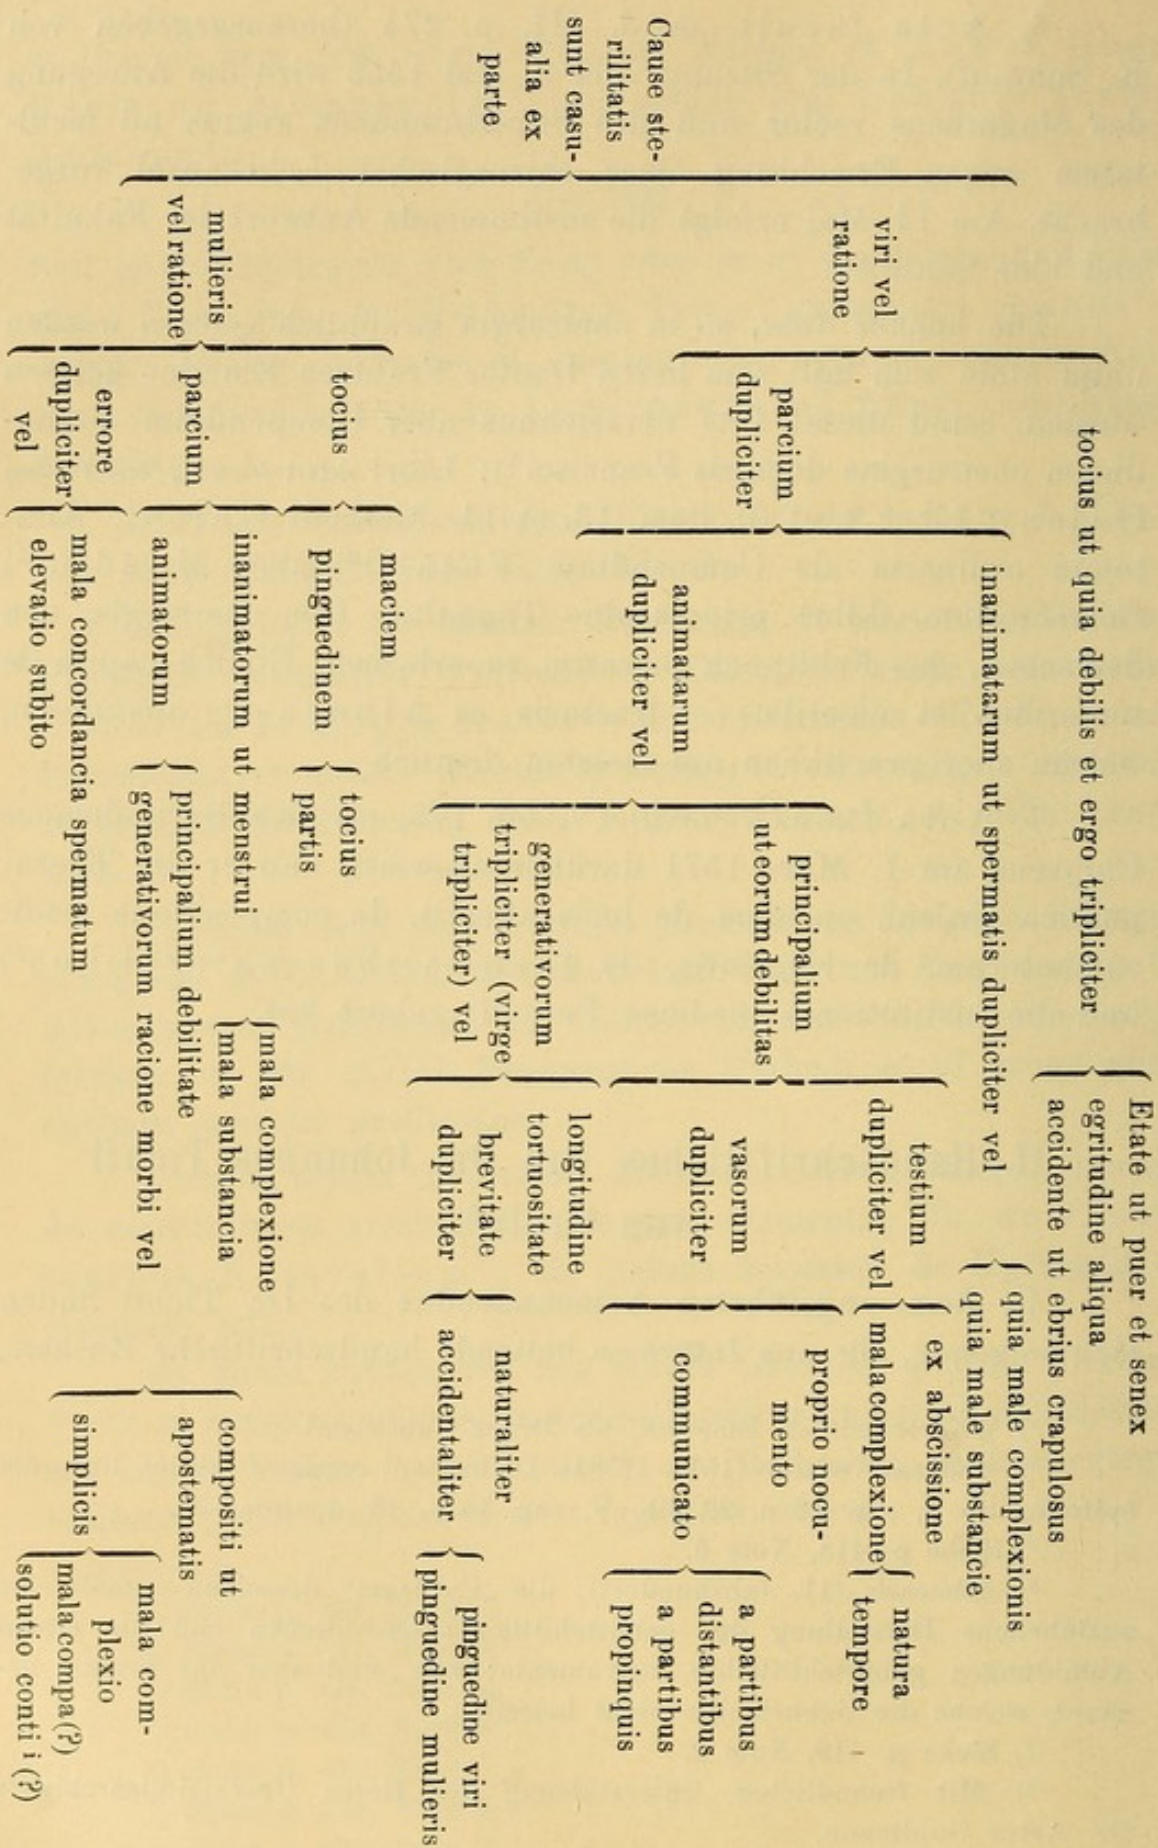 Cause ste-
rilitatis
sunt casu-
alia ex
parte
viri vel
ratione
tocius ut quia debilis et ergo tripliciter
Etate ut puer et senex
egritudine aliqua
accidente ut ebrius crapulosus
parcium
dupliciter
inanimatarum ut spermatis dupliciter vel
quia male complexionis
quia male substancie
animatarum
dupliciter vel
principalium
ut eorum debilitas
testium
dupliciter vel
ex abscissione
mala complexione
natura
tempore
vasorum
dupliciter
proprio nocu-
mento
communicato
a partibus
distantibus
a partibus
propinquis
generativorum
tripliciter (virge
tripliciter) vel
longitudine
tortuositate
brevitate
dupliciter
naturaliter
accidentaliter
pinguedine viri
pinguedine mulieris
mulieris
vel ratione
tocius
maciem
pinguedinem
tocius
partis
parcium
inanimatorum ut menstrui
mala complexione
mala substancia
animatorum
principalium debilitate
generativorum racione morbi vel
compositi ut
apostematis
simplicis
mala com-
plexio
mala compa (?)
solutio conti i (?)
errore
dupliciter
vel
mala concordancia spermatum
elevatio subito